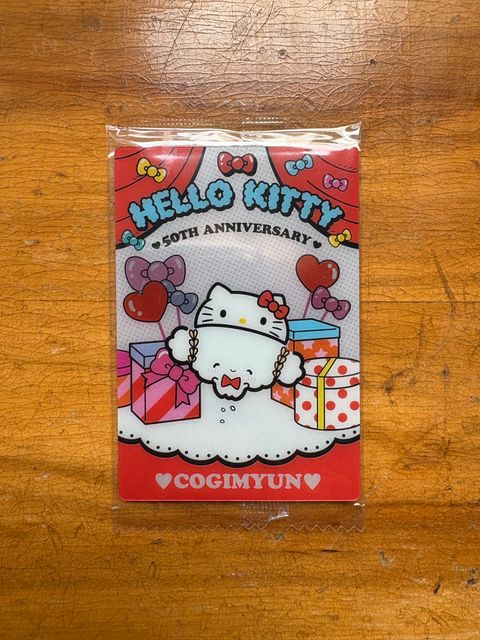 HELLO KITTY
♥50TH ANNIVERSARY♥
♥COGIMYUN♥